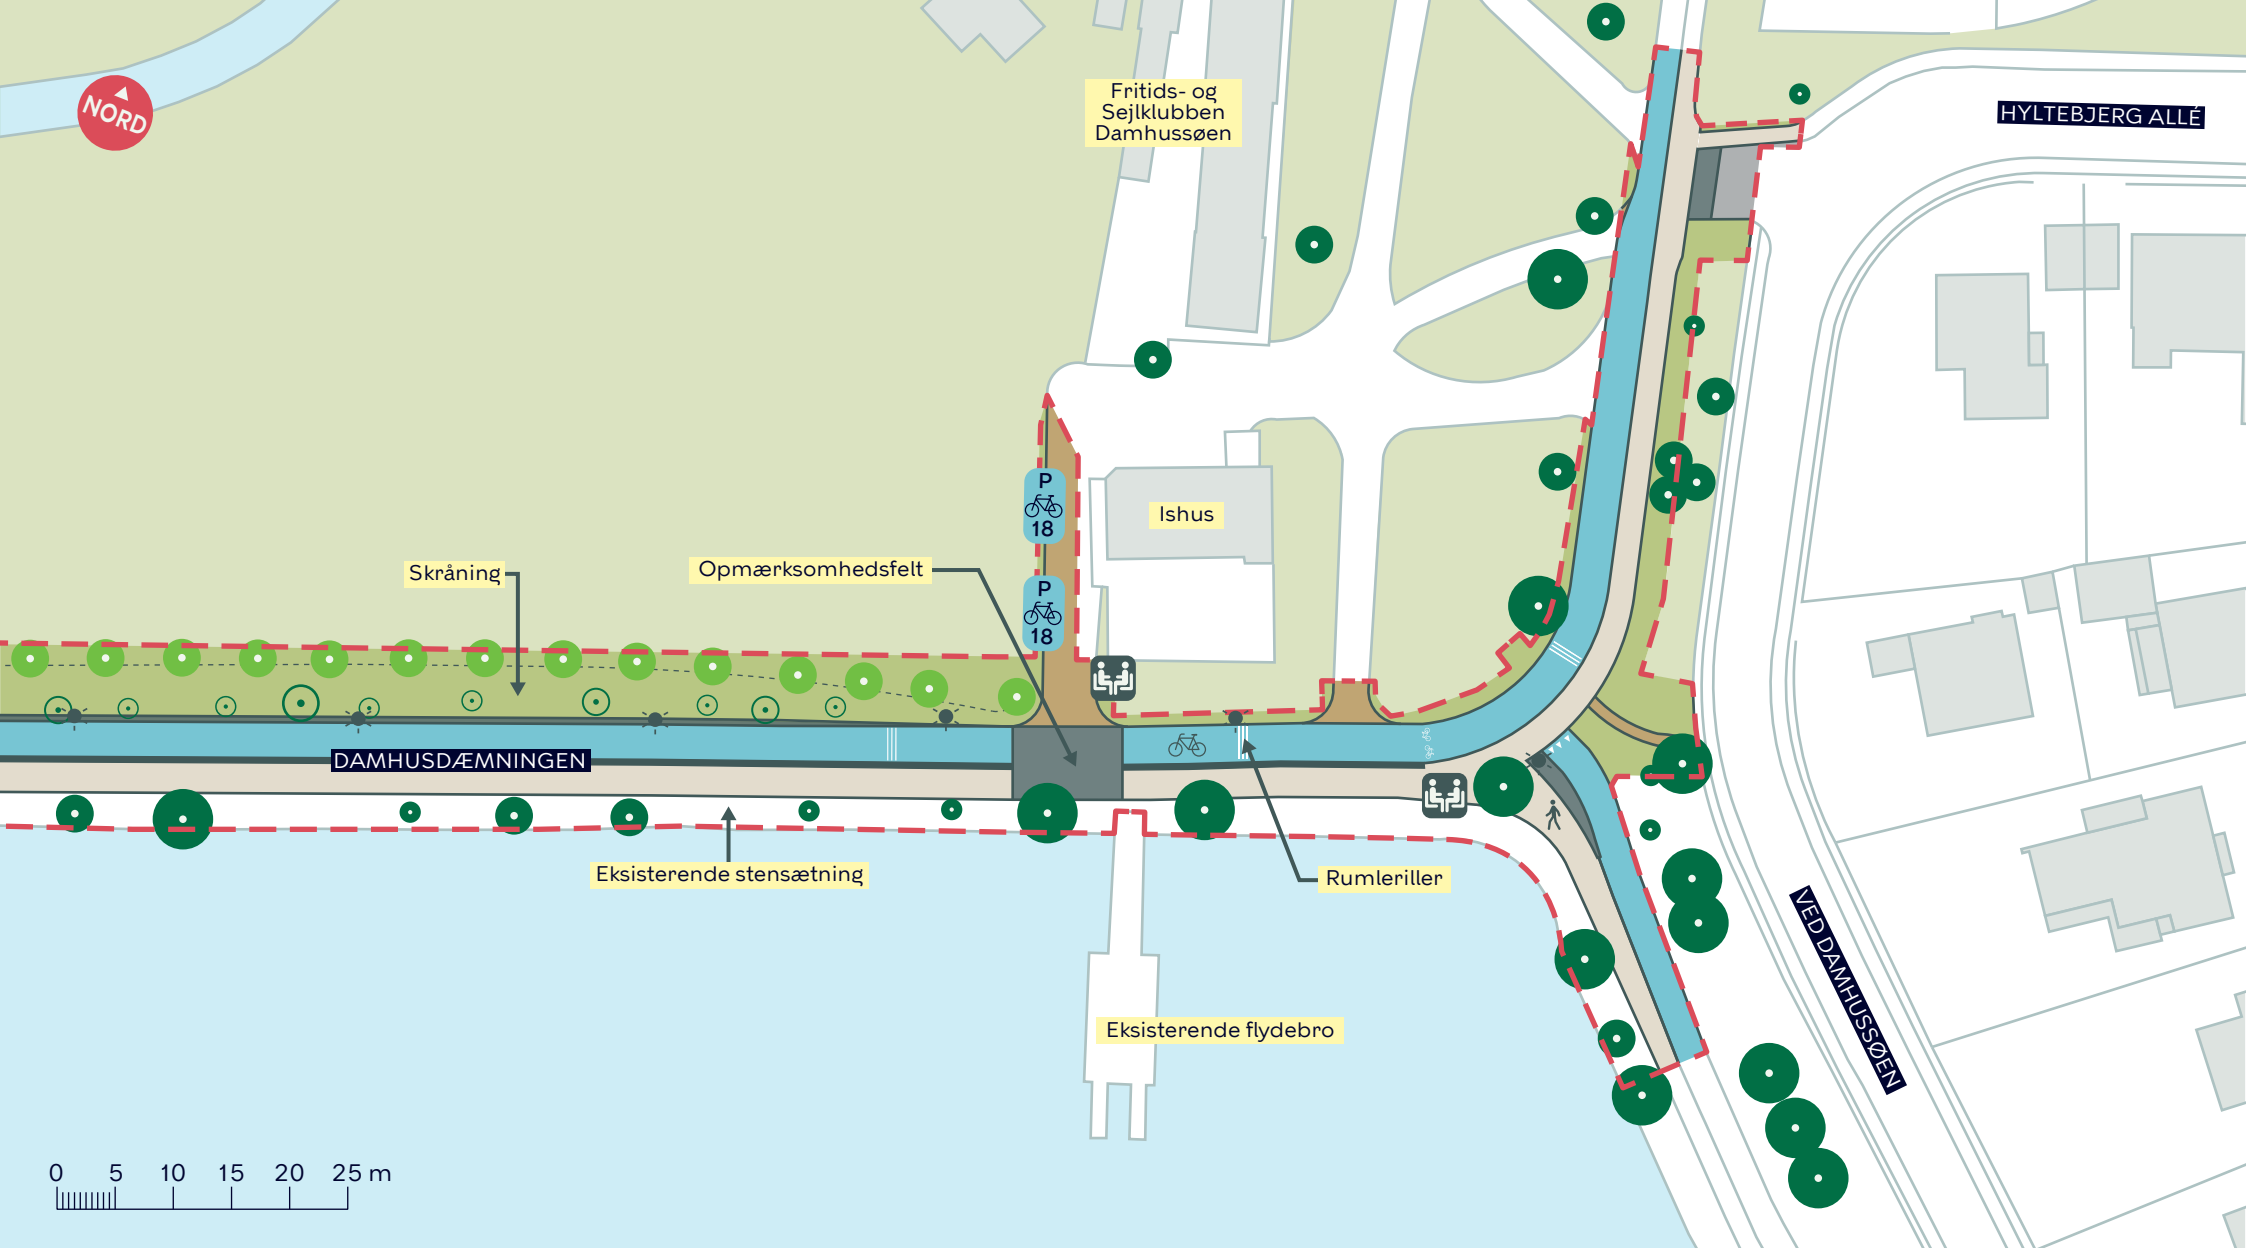 NORD
Fritids- og
Sejlklubben
Damhussøen
HYLTEBJERG ALLÉ
P
18
Ishus
Opmærksomhedsfelt
Skråning
P
18
DAMHUSDÆMNINGEN
Eksisterende stensætning
Rumleriller
VED DAMHUSSØEN
Eksisterende flydebro
0 5 10 15 20 25 m